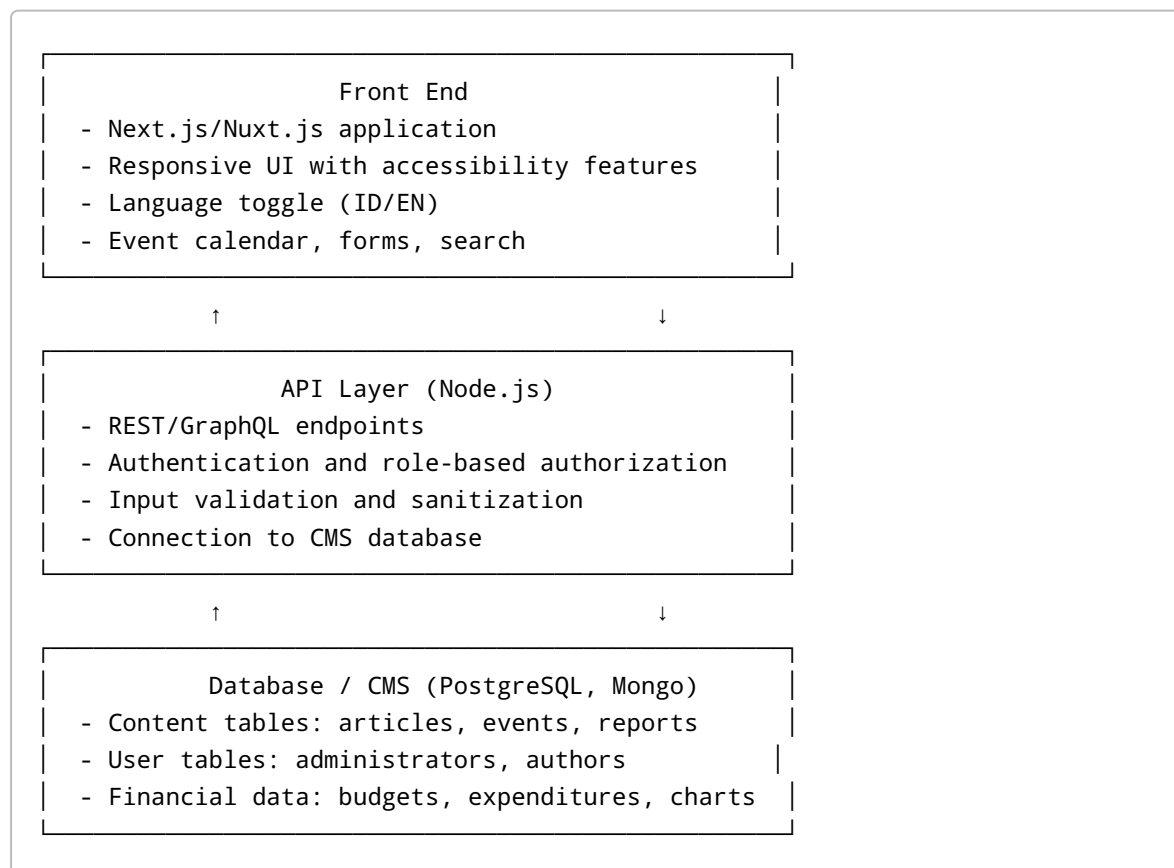 Front End
- Next.js/Nuxt.js application
- Responsive UI with accessibility features
- Language toggle (ID/EN)
- Event calendar, forms, search
↑ ↓
API Layer (Node.js)
- REST/GraphQL endpoints
- Authentication and role-based authorization
- Input validation and sanitization
- Connection to CMS database
↑ ↓
Database / CMS (PostgreSQL, Mongo)
- Content tables: articles, events, reports
- User tables: administrators, authors
- Financial data: budgets, expenditures, charts